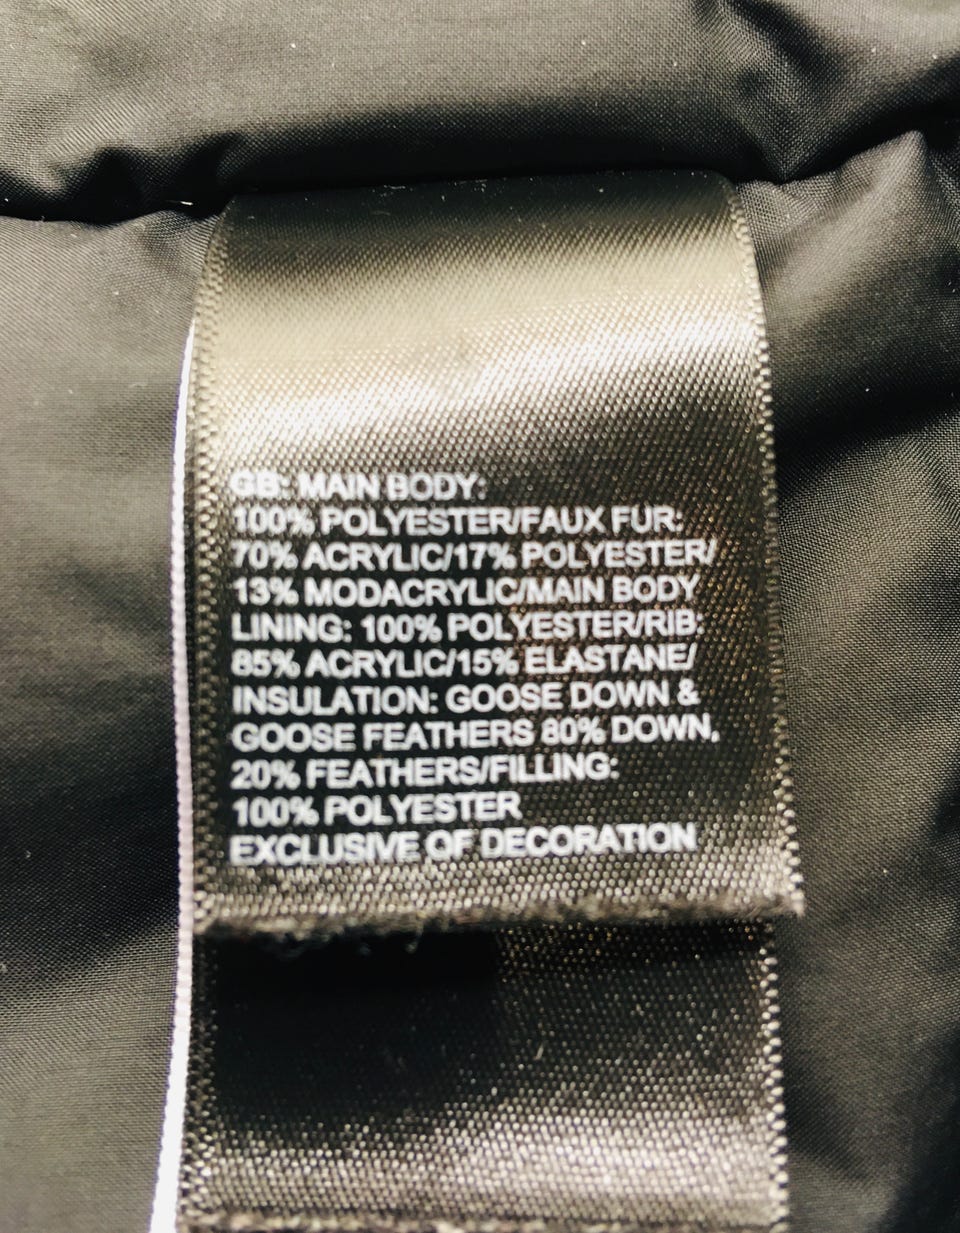 GB: MAIN BODY:
100% POLYESTER/FAUX FUR:
70% ACRYLIC/17% POLYESTER/
13% MODACRYLIC/MAIN BODY
LINING: 100% POLYESTER/RIB:
85% ACRYLIC/15% ELASTANE/
INSULATION: GOOSE DOWN &
GOOSE FEATHERS 80% DOWN,
20% FEATHERS/FILLING:
100% POLYESTER
EXCLUSIVE OF DECORATION